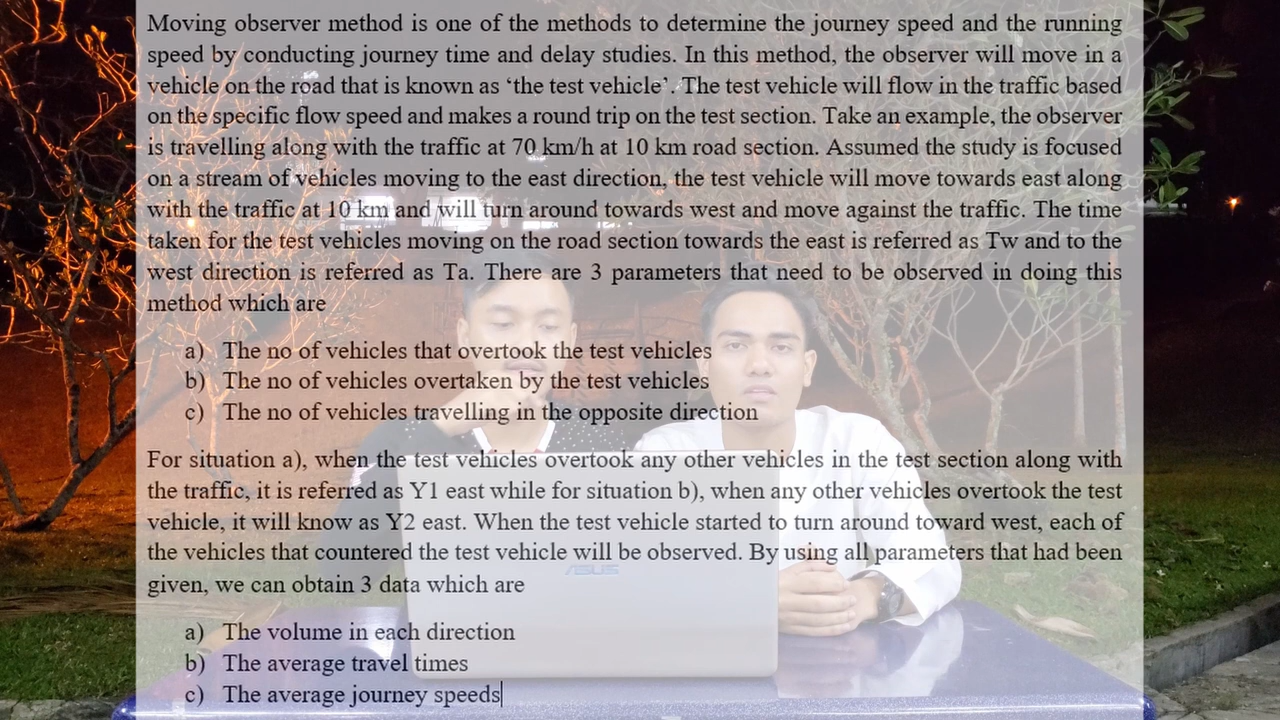 Moving observer method is one of the methods to determine the journey speed and the running
speed by conducting journey time and delay studies. In this method, the observer will move in a
vehicle on the road that is known as ‘the test vehicle’. The test vehicle will flow in the traffic based
on the specific flow speed and makes a round trip on the test section. Take an example, the observer
is travelling along with the traffic at 70 km/h at 10 km road section. Assumed the study is focused
on a stream of vehicles moving to the east direction, the test vehicle will move towards east along
with the traffic at 10 km and will turn around towards west and move against the traffic. The time
taken for the test vehicles moving on the road section towards the east is referred as Tw and to the
west direction is referred as Ta. There are 3 parameters that need to be observed in doing this
method which are
a) The no of vehicles that overtook the test vehicles
b) The no of vehicles overtaken by the test vehicles
c) The no of vehicles travelling in the opposite direction
For situation a), when the test vehicles overtook any other vehicles in the test section along with
the traffic, it is referred as Y1 east while for situation b), when any other vehicles overtook the test
vehicle, it will know as Y2 east. When the test vehicle started to turn around toward west, each of
the vehicles that countered the test vehicle will be observed. By using all parameters that had been
given, we can obtain 3 data which are
ASUS
a) The volume in each direction
b) The average travel times
c) The average journey speeds